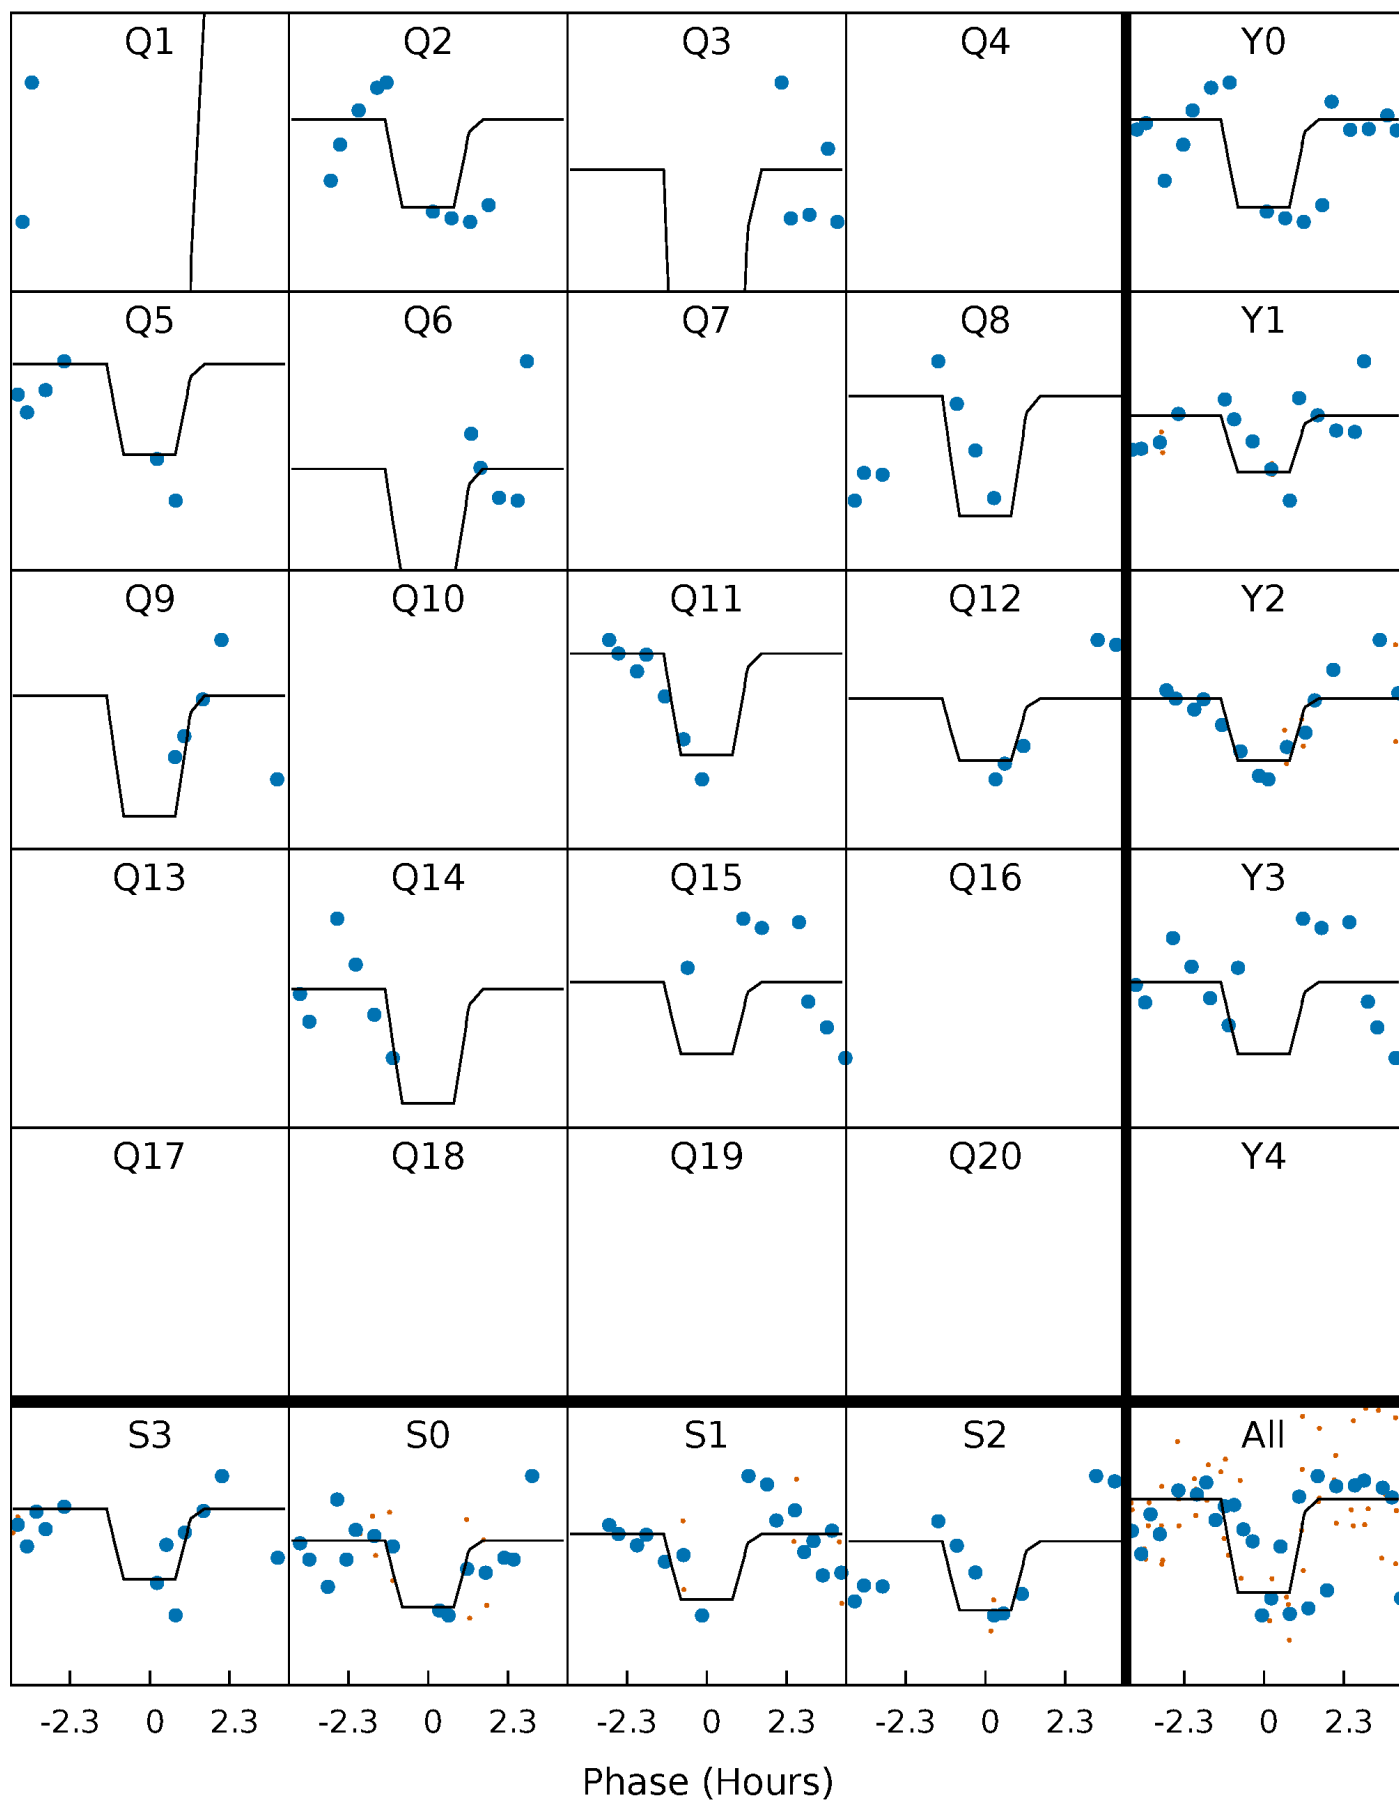 Q1 Q2 Q3 Q4 Y0
Q5 Q6 Q7 Q8 Y1
Q9 Q10 Q11 Q12 Y2
Q13 Q14 Q15 Q16 Y3
Q17 Q18 Q19 Q20 Y4
S3 S0 S1 S2 All
-2.3 0 2.3 -2.3 0 2.3 -2.3 0 2.3 -2.3 0 2.3 -2.3 0 2.3
Phase (Hours)